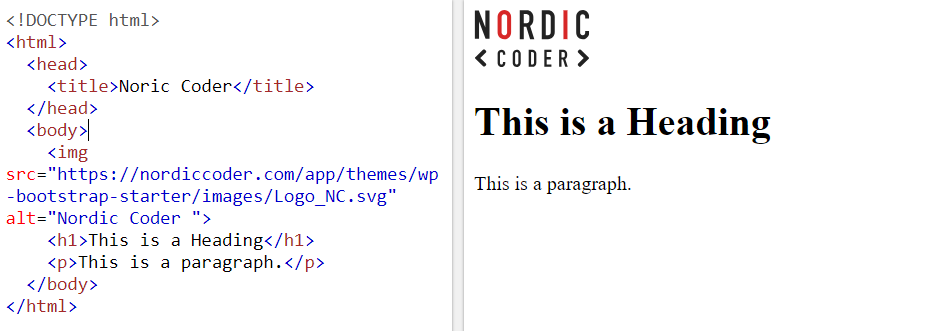 <!DOCTYPE html>
<html>
<head>
<title>Noric Coder</title>
</head>
<body>
<img
src="https://nordiccoder.com/app/themes/wp
-bootstrap-starter/images/Logo_NC.svg"
alt="Nordic Coder ">
<h1>This is a Heading</h1>
<p>This is a paragraph.</p>
</body>
</html>
NORDIC
<CODER>
This is a Heading
This is a paragraph.